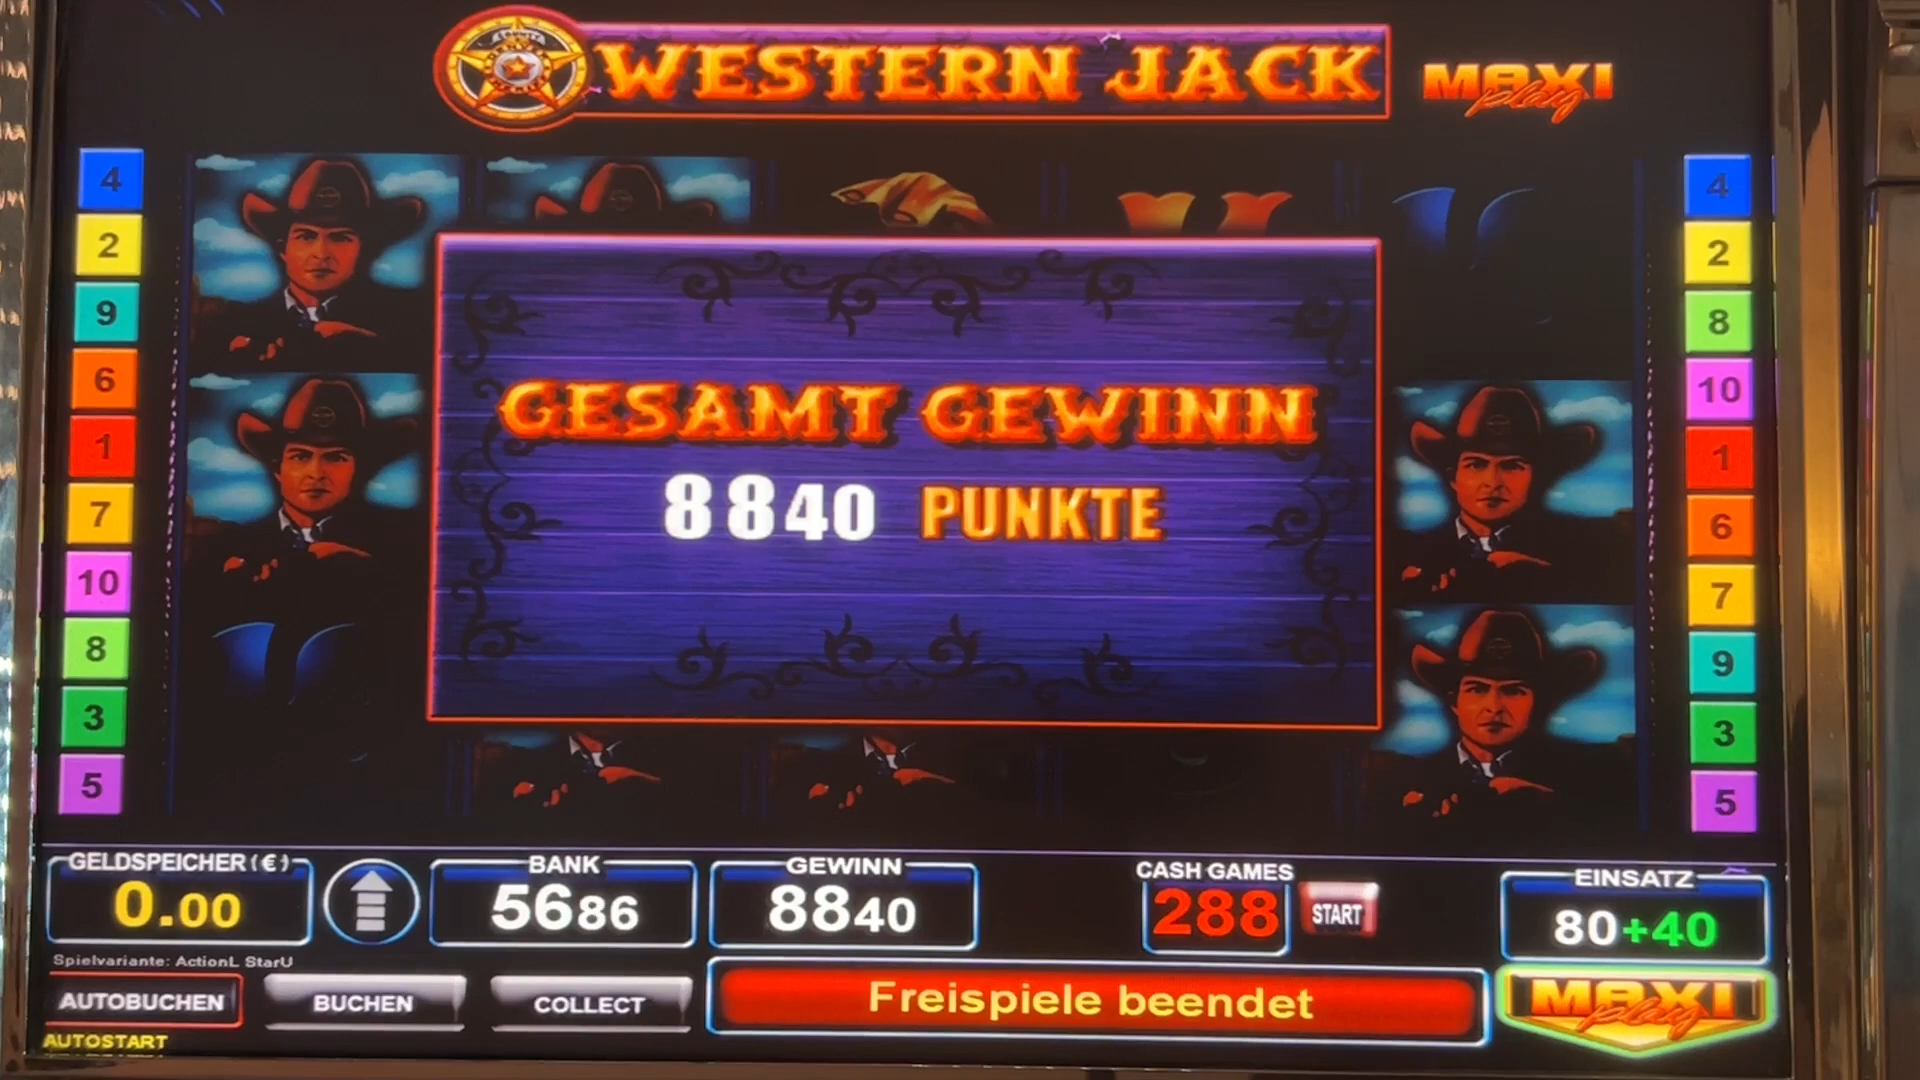 WESTERN JACK
MAXI
play
4
2
9
6
1
7
10
8
3
5
4
2
8
10
1
6
7
9
3
5
GESAMT GEWINN
8840 PUNKTE
GELDSPEICHER(€)
0.00
BANK
5686
GEWINN
8840
CASH GAMES
288
START
EINSATZ
80+40
Spielvariante: ActionL StarU
AUTOBUCHEN
BUCHEN
COLLECT
Freispiele beendet
MAXI
play
AUTOSTART